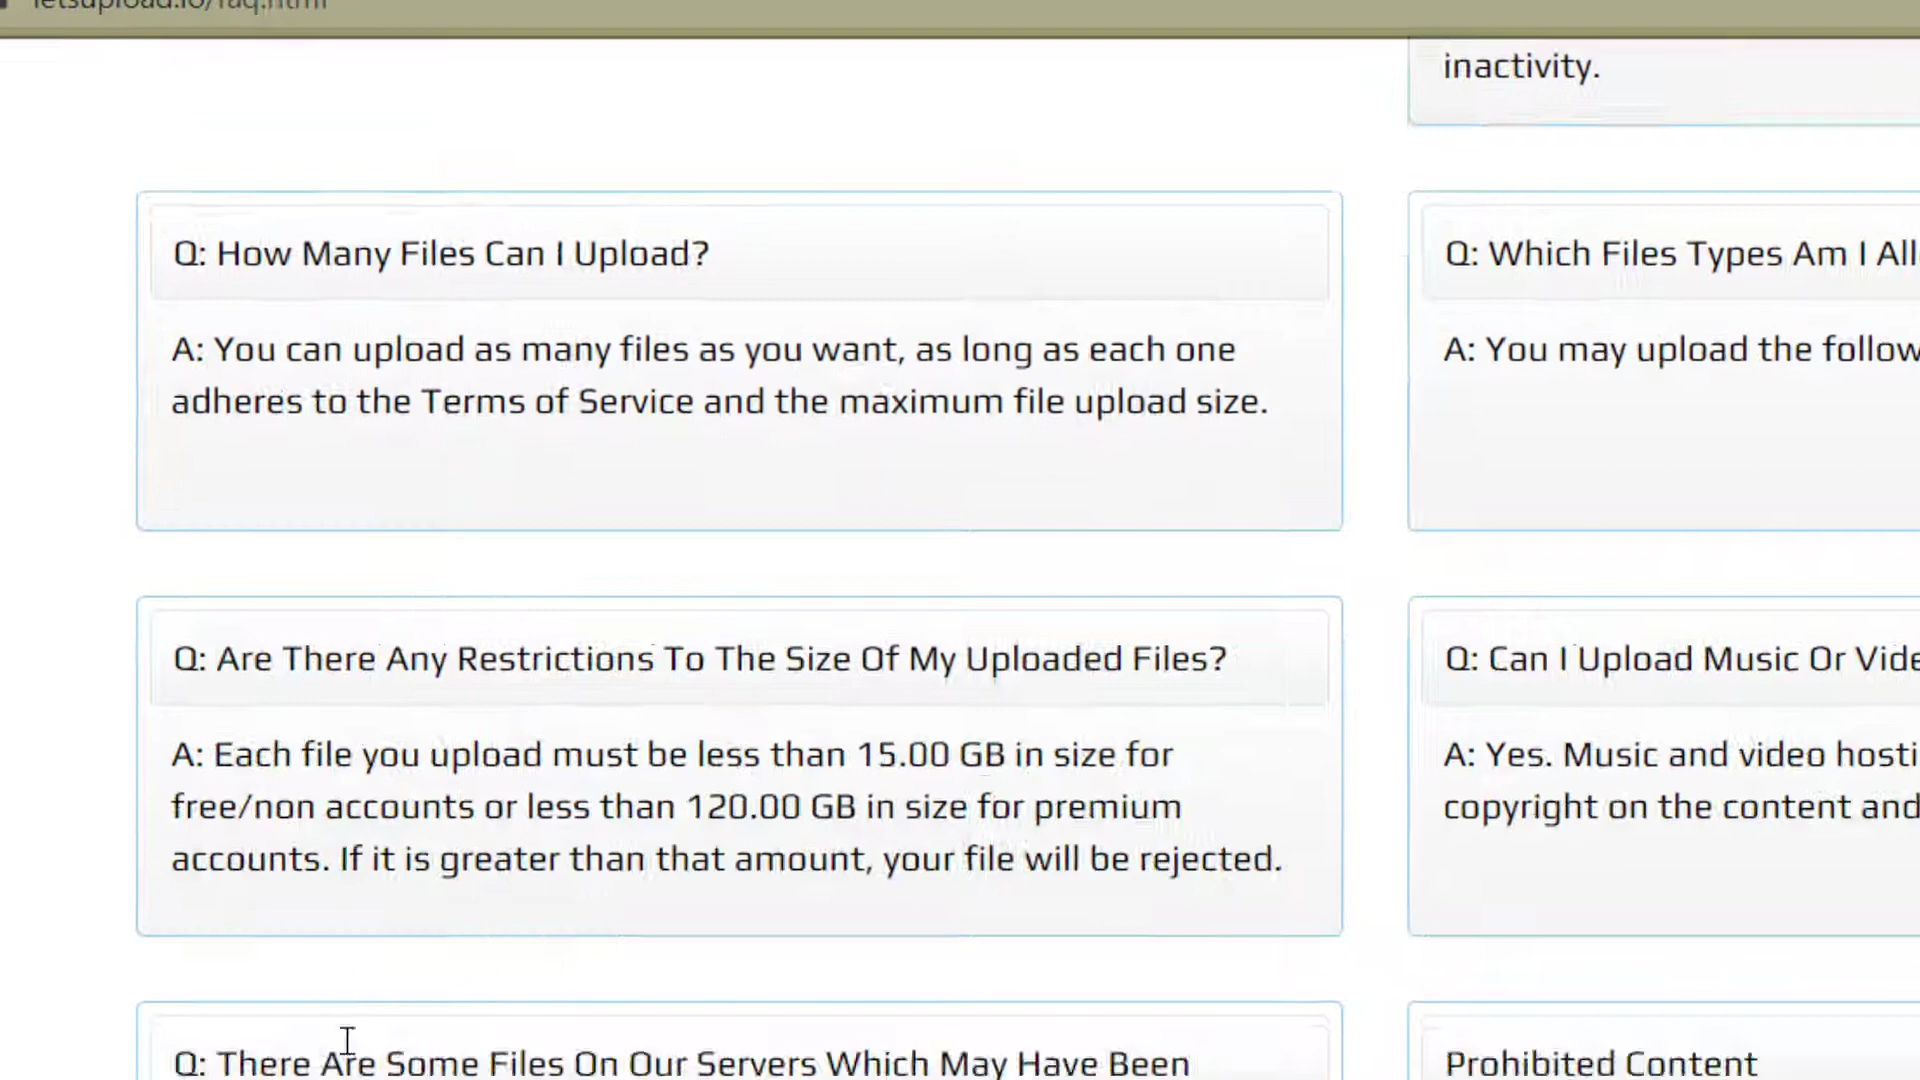 letsupload.io/faq.html
inactivity.
Q: How Many Files Can I Upload?
A: You can upload as many files as you want, as long as each one
adheres to the Terms of Service and the maximum file upload size.
Q: Which Files Types Am I All
A: You may upload the follow
Q: Are There Any Restrictions To The Size Of My Uploaded Files?
A: Each file you upload must be less than 15.00 GB in size for
free/non accounts or less than 120.00 GB in size for premium
accounts. If it is greater than that amount, your file will be rejected.
Q: Can I Upload Music Or Vide
A: Yes. Music and video hosti
copyright on the content and
Q: There Are Some Files On Our Servers Which May Have Been
Prohibited Content